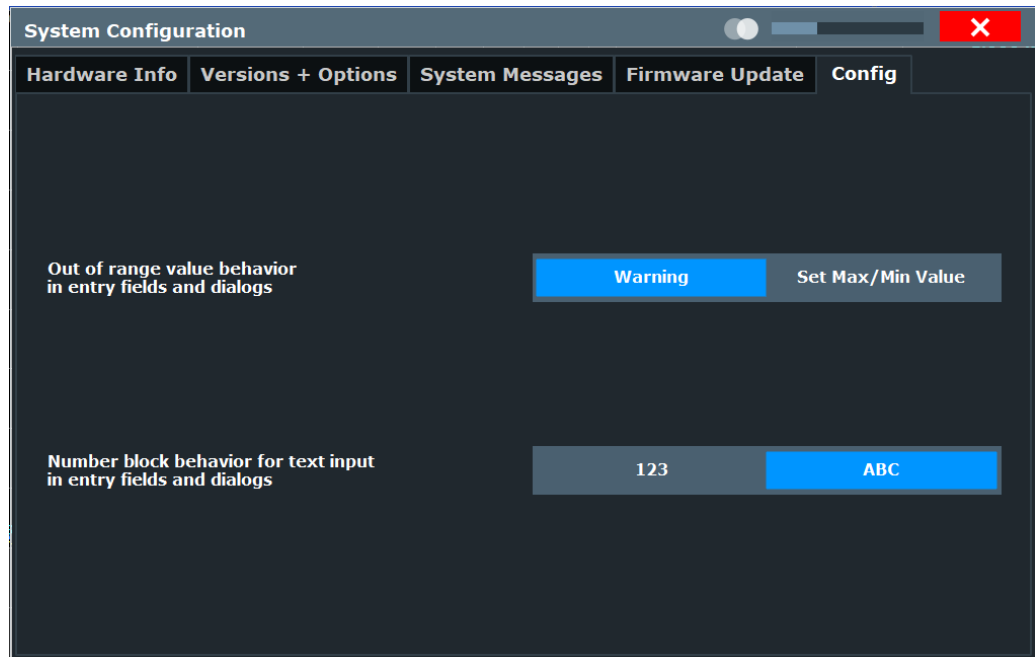 System Configuration
Hardware Info Versions + Options System Messages Firmware Update Config
Out of range value behavior
in entry fields and dialogs
Warning Set Max/Min Value
Number block behavior for text input
in entry fields and dialogs
123 ABC